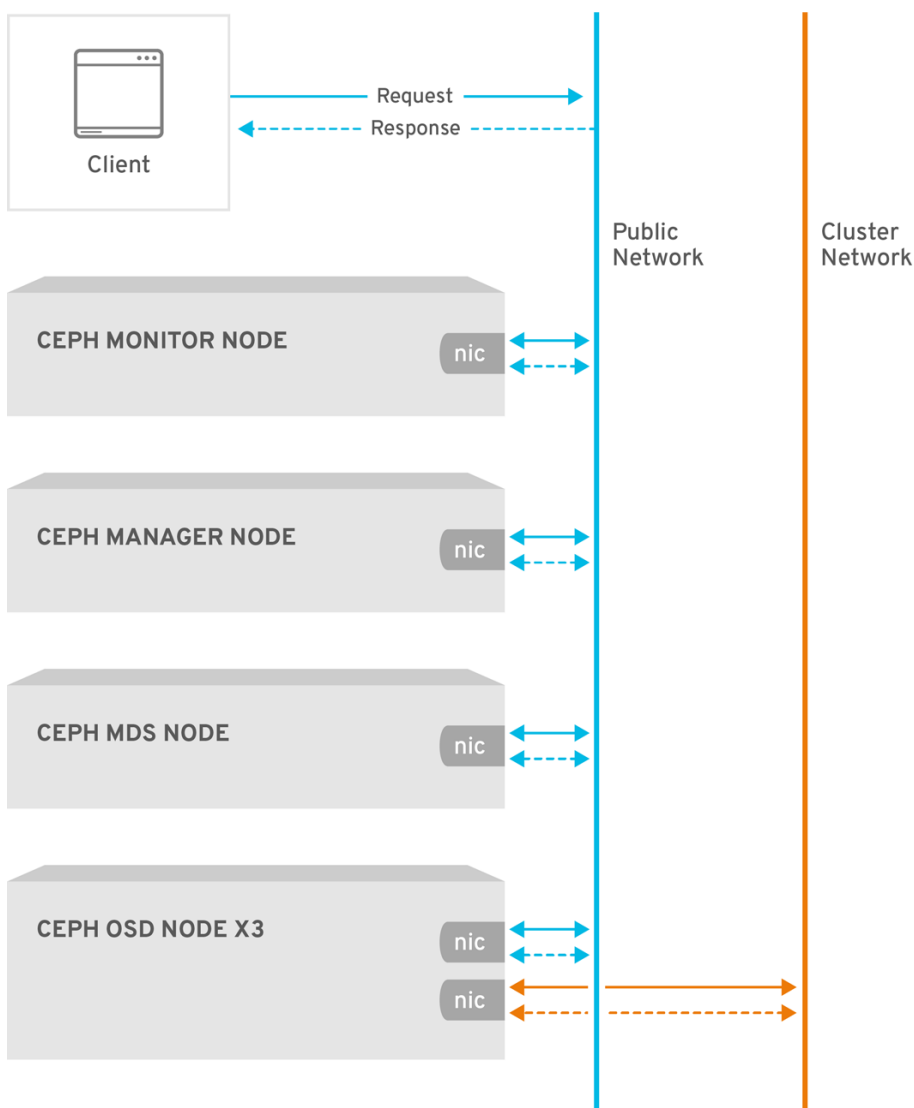 Request
Response
Client
Public
Network
Cluster
Network
CEPH MONITOR NODE
nic
CEPH MANAGER NODE
nic
CEPH MDS NODE
nic
CEPH OSD NODE X3
nic
nic